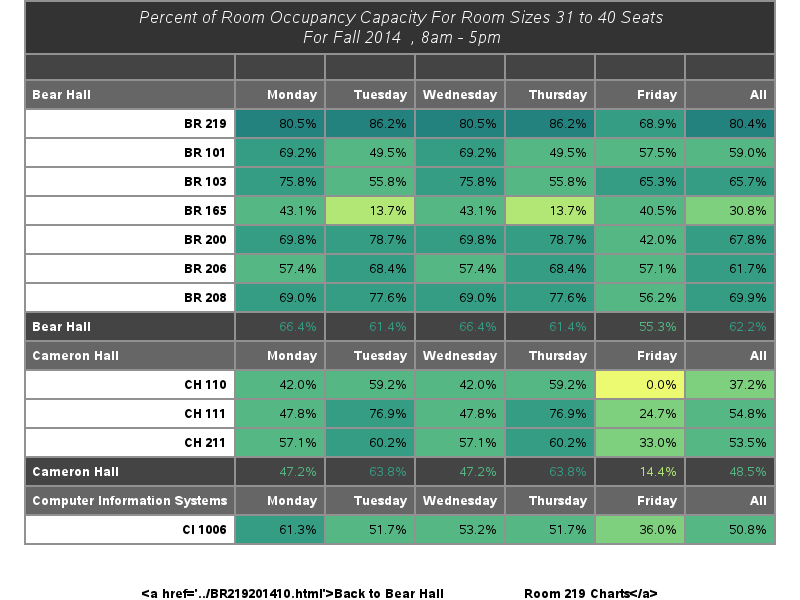 Percent of Room Occupancy Capacity For Room Sizes 31 to 40 Seats
For Fall 2014 , 8am - 5pm
Bear Hall Monday Tuesday Wednesday Thursday Friday All
BR 219 80.5% 86.2% 80.5% 86.2% 68.9% 80.4%
BR 101 69.2% 49.5% 69.2% 49.5% 57.5% 59.0%
BR 103 75.8% 55.8% 75.8% 55.8% 65.3% 65.7%
BR 165 43.1% 13.7% 43.1% 13.7% 40.5% 30.8%
BR 200 69.8% 78.7% 69.8% 78.7% 42.0% 67.8%
BR 206 57.4% 68.4% 57.4% 68.4% 57.1% 61.7%
BR 208 69.0% 77.6% 69.0% 77.6% 56.2% 69.9%
Bear Hall 66.4% 61.4% 66.4% 61.4% 55.3% 62.2%
Cameron Hall Monday Tuesday Wednesday Thursday Friday All
CH 110 42.0% 59.2% 42.0% 59.2% 0.0% 37.2%
CH 111 47.8% 76.9% 47.8% 76.9% 24.7% 54.8%
CH 211 57.1% 60.2% 57.1% 60.2% 33.0% 53.5%
Cameron Hall 47.2% 63.8% 47.2% 63.8% 14.4% 48.5%
Computer Information Systems Monday Tuesday Wednesday Thursday Friday All
CI 1006 61.3% 51.7% 53.2% 51.7% 36.0% 50.8%
<a href='../BR219201410.html'>Back to Bear Hall Room 219 Charts</a>